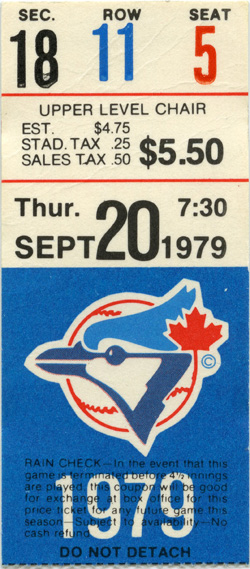 SEC. ROW SEAT
18 11 5
UPPER LEVEL CHAIR
EST. $4.75
STAD. TAX .25
SALES TAX .50 $5.50
Thur. 20 7:30
SEPT 1979
©
RAIN CHECK—In the event that this
game is terminated before 4½ innings
are played, this coupon will be good
for exchange at box office for this
price ticket for any future game this
season—Subject to availability—No
cash refund.
1979
DO NOT DETACH